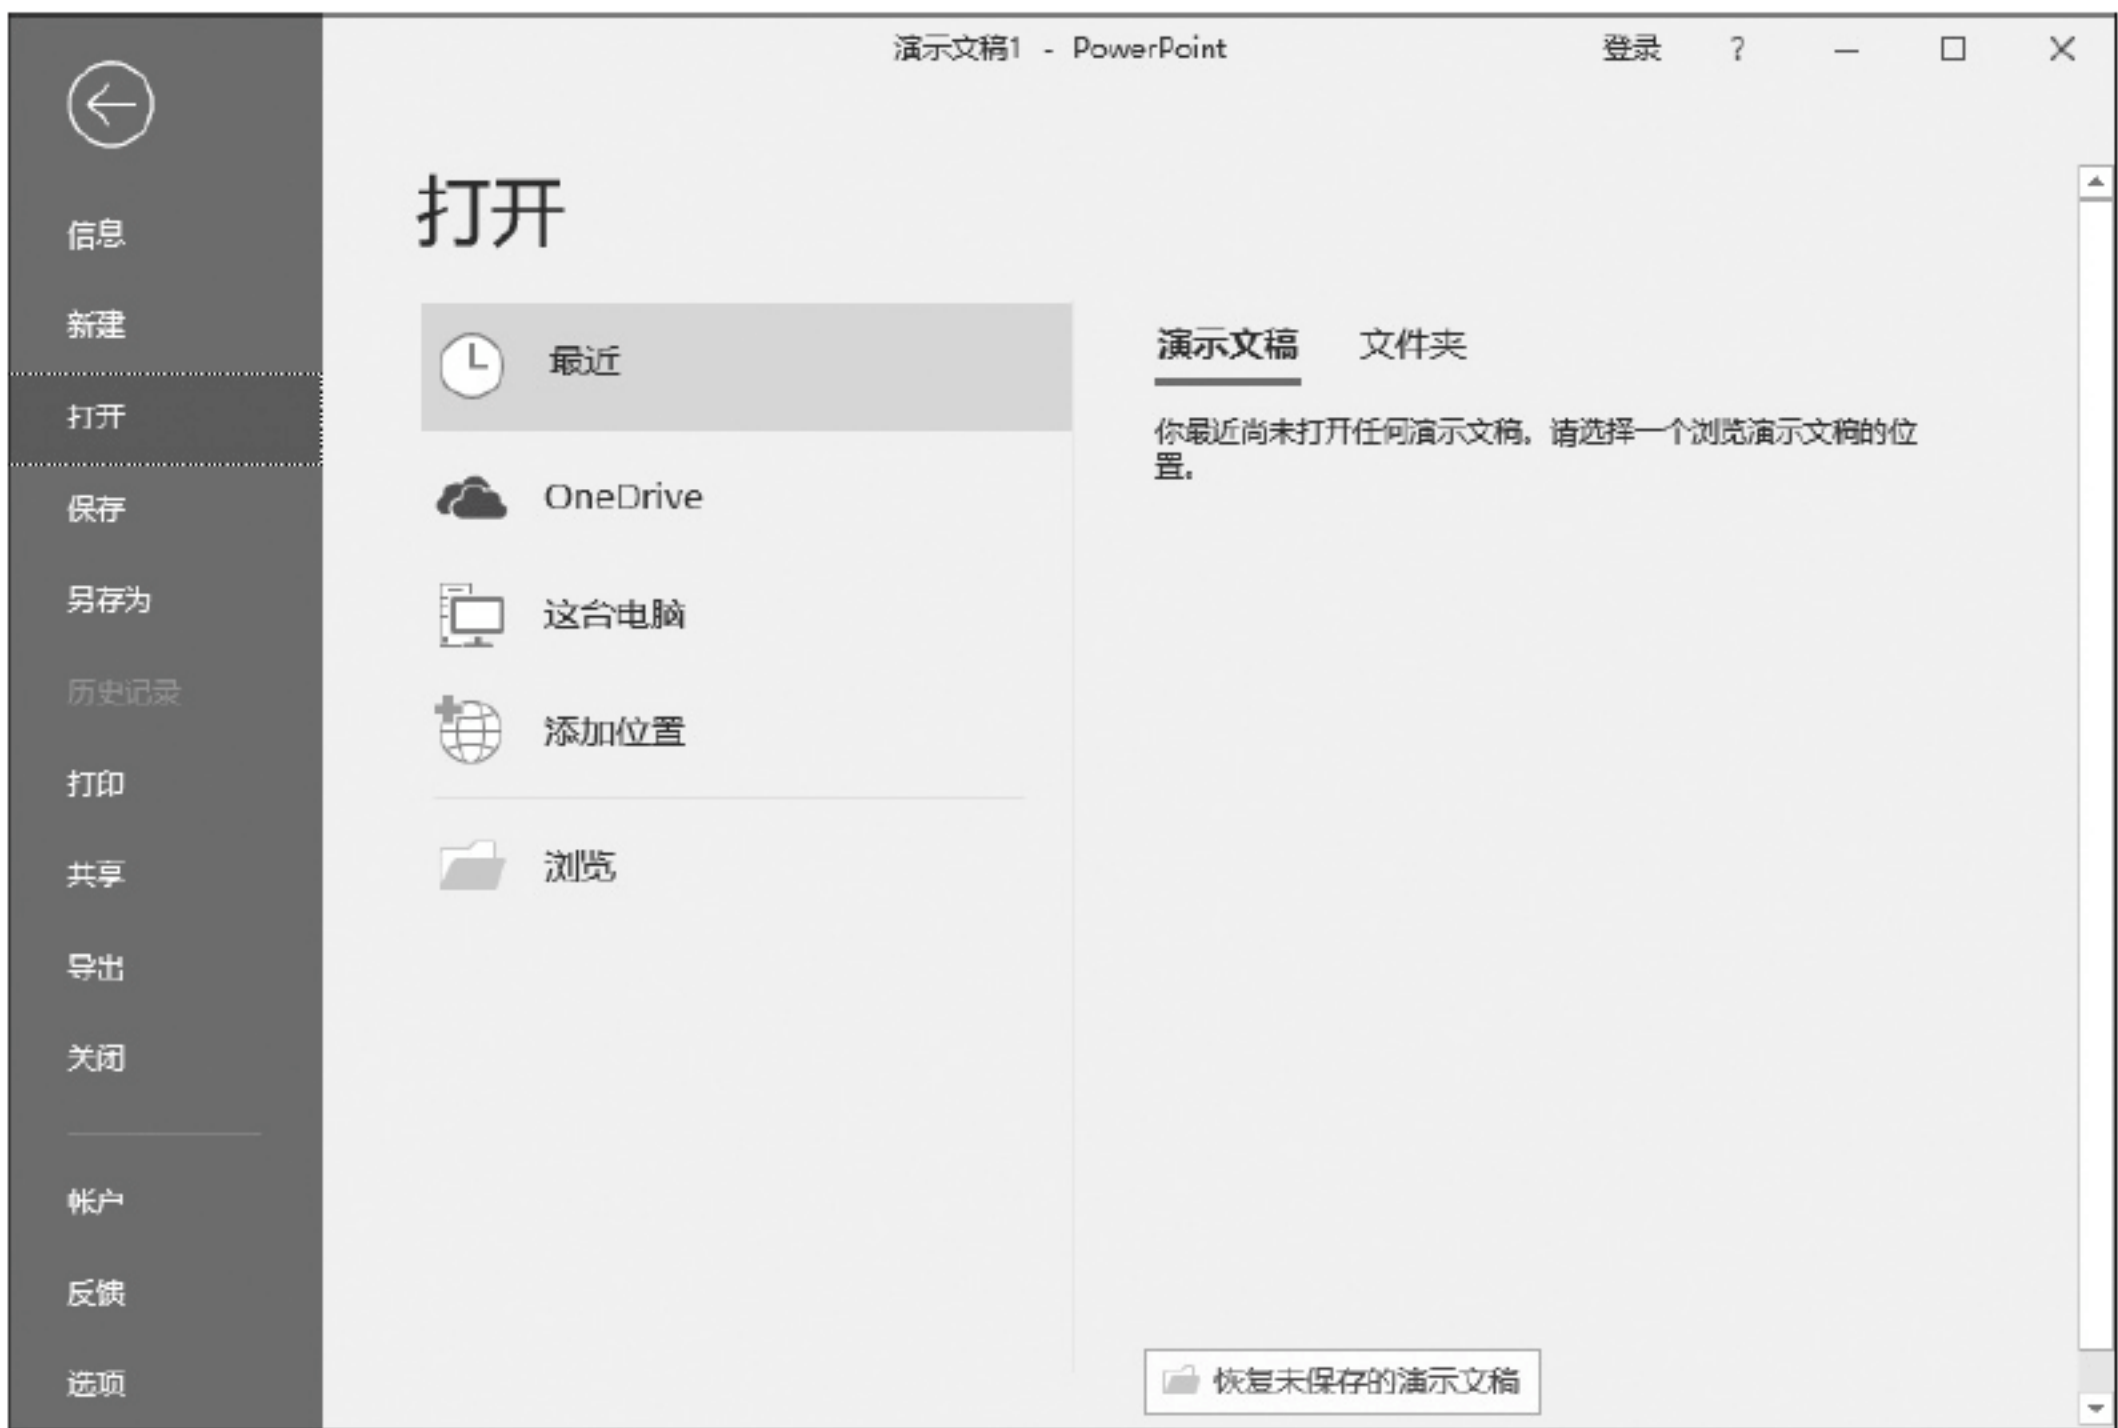 演示文稿1 - PowerPoint
登录 ?
信息
新建
打开
保存
另存为
历史记录
打印
共享
导出
关闭
帐户
反馈
选项
打开
最近
OneDrive
这台电脑
添加位置
浏览
演示文稿 文件夹
你最近尚未打开任何演示文稿。请选择一个浏览演示文稿的位
置。
恢复未保存的演示文稿